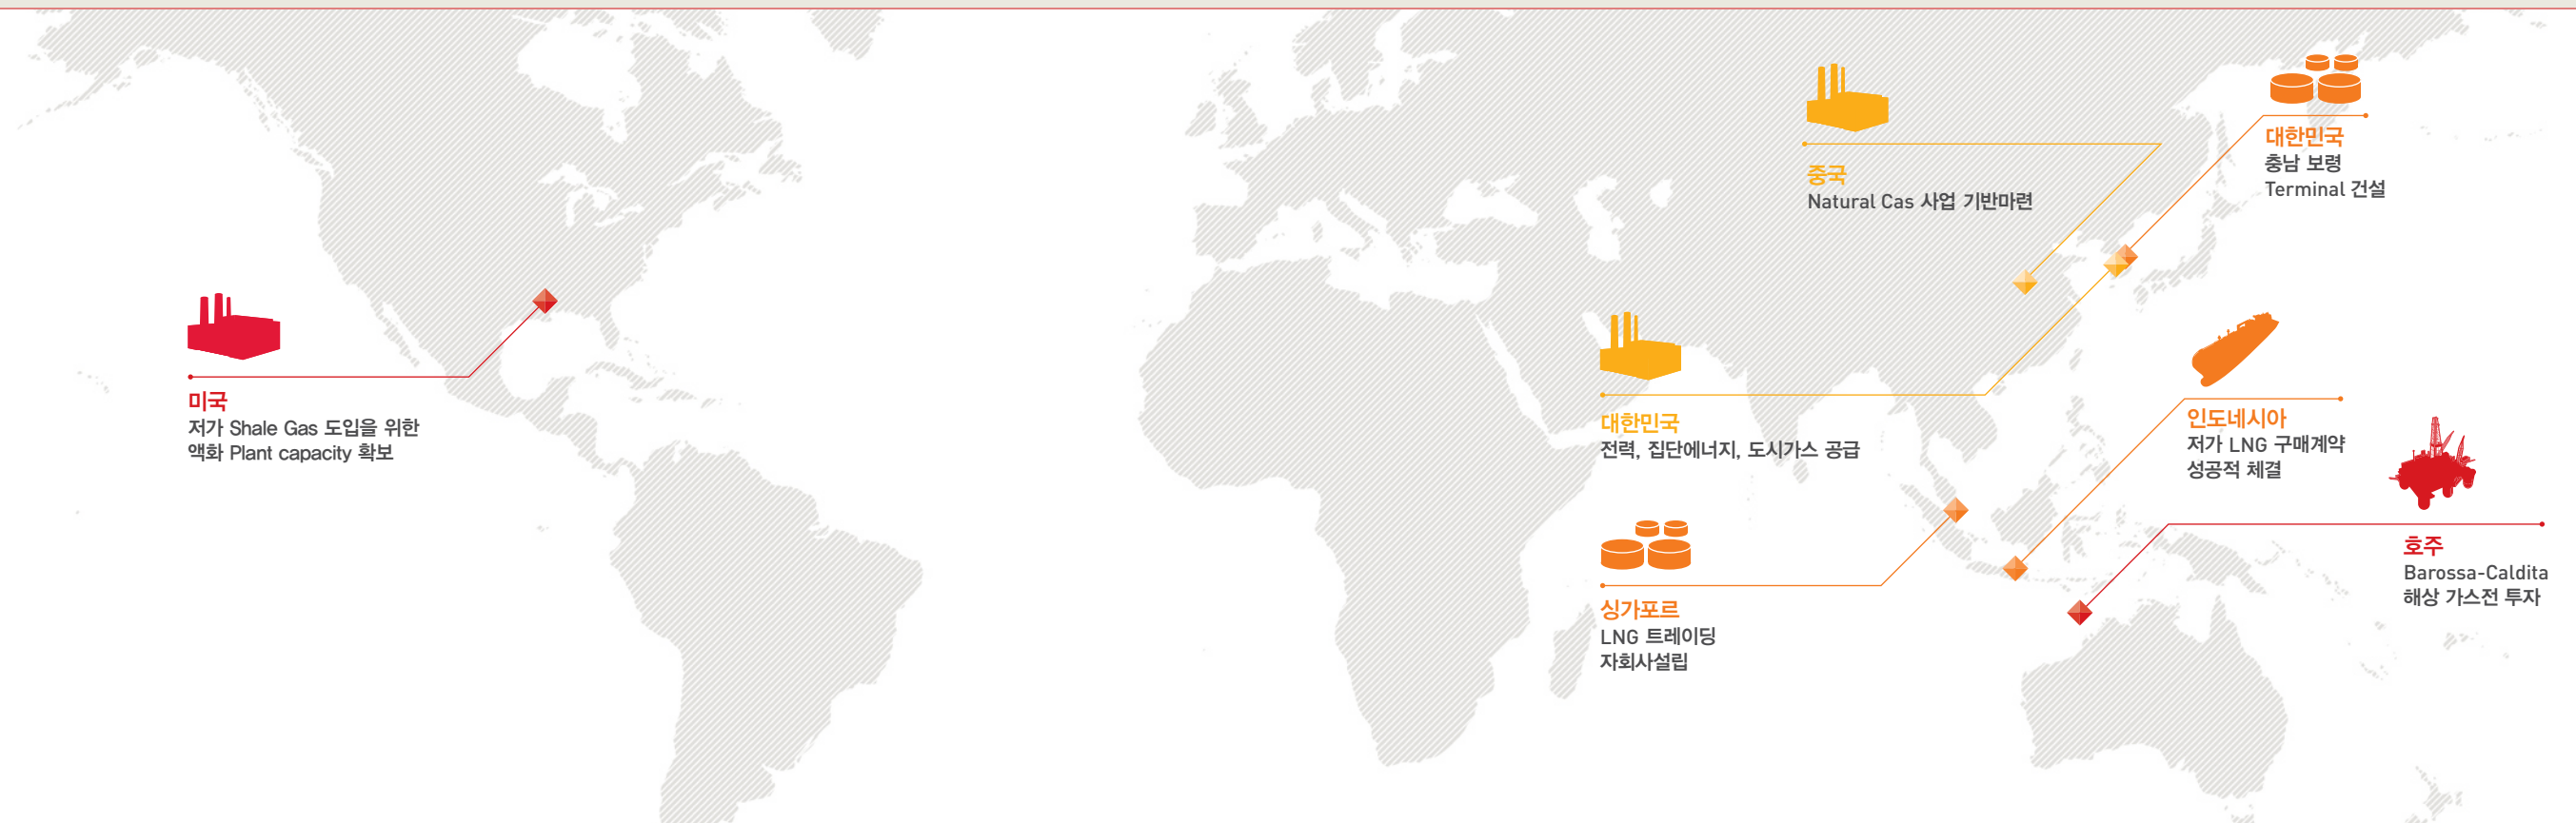 미국
저가 Shale Gas 도입을 위한
액화 Plant capacity 확보
중국
Natural Cas 사업 기반마련
대한민국
충남 보령
Terminal 건설
대한민국
전력, 집단에너지, 도시가스 공급
인도네시아
저가 LNG 구매계약
성공적 체결
호주
Barossa-Caldita
해상 가스전 투자
싱가포르
LNG 트레이딩
자회사설립